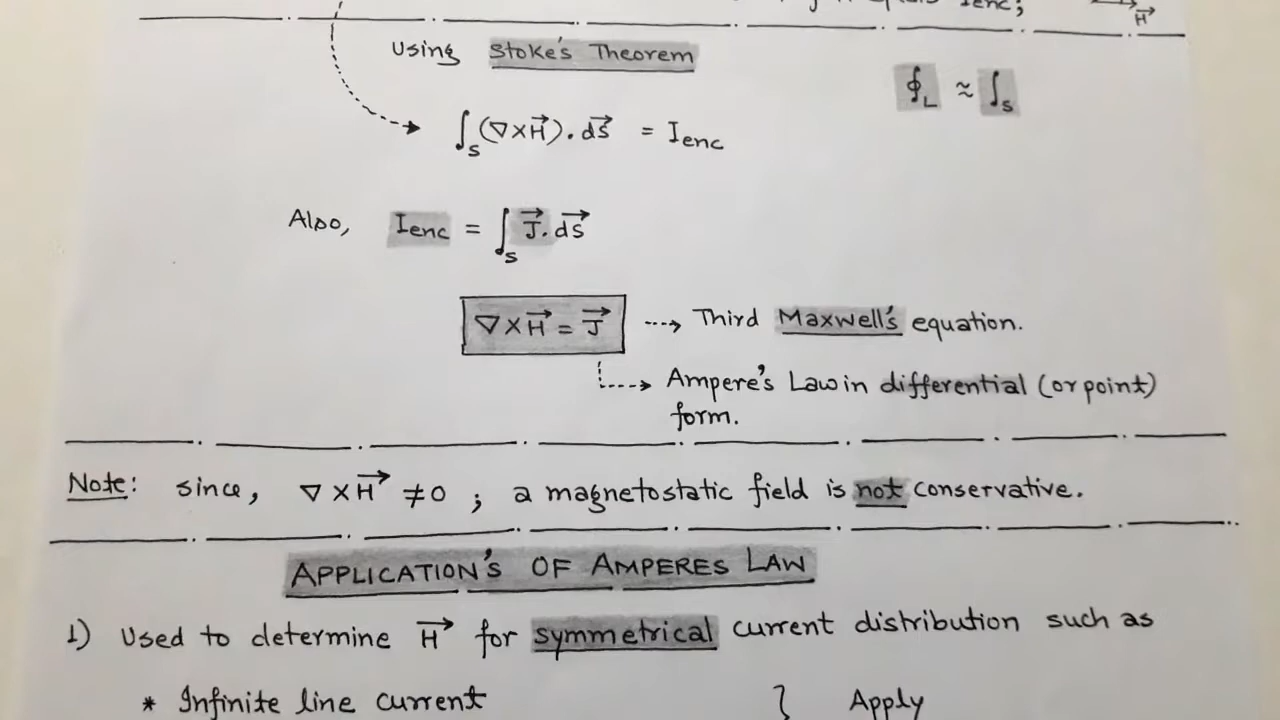 Ienc;
H⃗
Using Stoke's Theorem
∮L ≈ ∫S
∫S (∇×H⃗). dS⃗ = Ienc
Also, Ienc = ∫S J⃗. dS⃗
∇×H⃗ = J⃗ ---> Third Maxwell's equation.
---> Ampere's Law in differential (or point)
form.
Note: since, ∇×H⃗ ≠ 0 ; a magnetostatic field is not conservative.
APPLICATION'S OF AMPERES LAW
1) Used to determine H⃗ for symmetrical current distribution such as
* Infinite line current } Apply